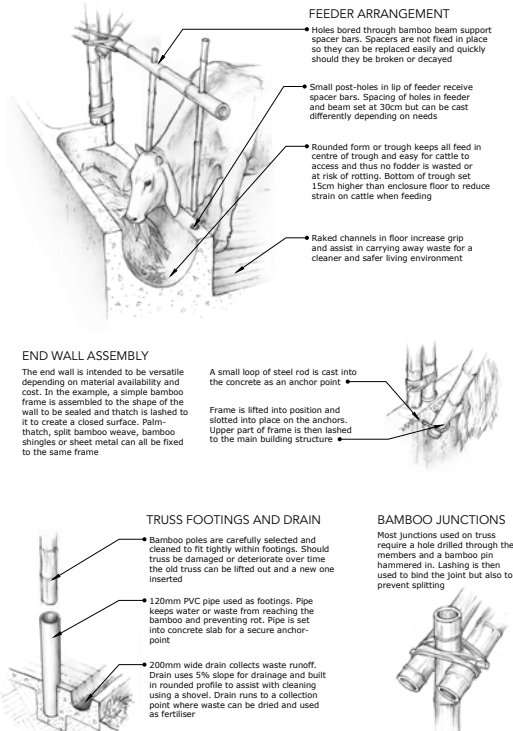 FEEDER ARRANGEMENT
Holes bored through bamboo beam support
spacer bars. Spacers are not fixed in place
so they can be replaced easily and quickly
should they be broken or decayed
Small post-holes in lip of feeder receive
spacer bars. Spacing of holes in feeder
and beam set at 30cm but can be cast
differently depending on needs
Rounded form or trough keeps all feed in
centre of trough and easy for cattle to
access and thus no fodder is wasted or
at risk of rotting. Bottom of trough set
15cm higher than enclosure floor to reduce
strain on cattle when feeding
Raked channels in floor increase grip
and assist in carrying away waste for a
cleaner and safer living environment
END WALL ASSEMBLY
The end wall is intended to be versatile
depending on material availability and
cost. In the example, a simple bamboo
frame is assembled to the shape of the
wall to be sealed and thatch is lashed to
it to create a closed surface. Palm-
thatch, split bamboo weave, bamboo
shingles or sheet metal can all be fixed
to the same frame
A small loop of steel rod is cast into
the concrete as an anchor point
Frame is lifted into position and
slotted into place on the anchors.
Upper part of frame is then lashed
to the main building structure
TRUSS FOOTINGS AND DRAIN
Bamboo poles are carefully selected and
cleaned to fit tightly within footings. Should
truss be damaged or deteriorate over time
the old truss can be lifted out and a new one
inserted
120mm PVC pipe used as footings. Pipe
keeps water or waste from reaching the
bamboo and preventing rot. Pipe is set
into concrete slab for a secure anchor-
point
200mm wide drain collects waste runoff.
Drain uses 5% slope for drainage and built
in rounded profile to assist with cleaning
using a shovel. Drain runs to a collection
point where waste can be dried and used
as fertiliser
BAMBOO JUNCTIONS
Most junctions used on truss
require a hole drilled through the
members and a bamboo pin
hammered in. Lashing is then
used to bind the joint but also to
prevent splitting